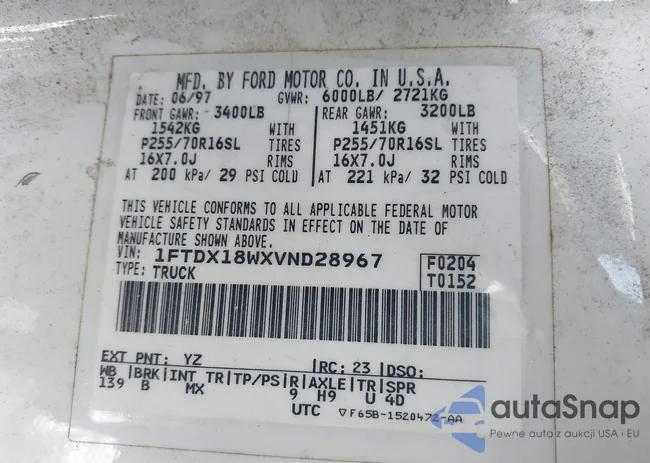 MFD. BY FORD MOTOR CO. IN U.S.A.
DATE: 06/97 GVWR: 6000LB/ 2721KG
FRONT GAWR: 3400LB REAR GAWR: 3200LB
1542KG WITH 1451KG WITH
P255/70R16SL TIRES P255/70R16SL TIRES
16X7.0J RIMS 16X7.0J RIMS
AT 200 kPa/ 29 PSI COLD AT 221 kPa/ 32 PSI COLD
THIS VEHICLE CONFORMS TO ALL APPLICABLE FEDERAL MOTOR
VEHICLE SAFETY STANDARDS IN EFFECT ON THE DATE OF
MANUFACTURE SHOWN ABOVE.
VIN: 1FTDX18WXVND28967 F0204
TYPE: TRUCK T0152
EXT PNT: YZ RC: 23 DSO:
WB BRK INT TR TP/PS R AXLE TR SPR
139 B MX 9 H9 U 4D
UTC ▽F65B-1520472-AA
autoSnap
Pewne auto z aukcji USA i EU